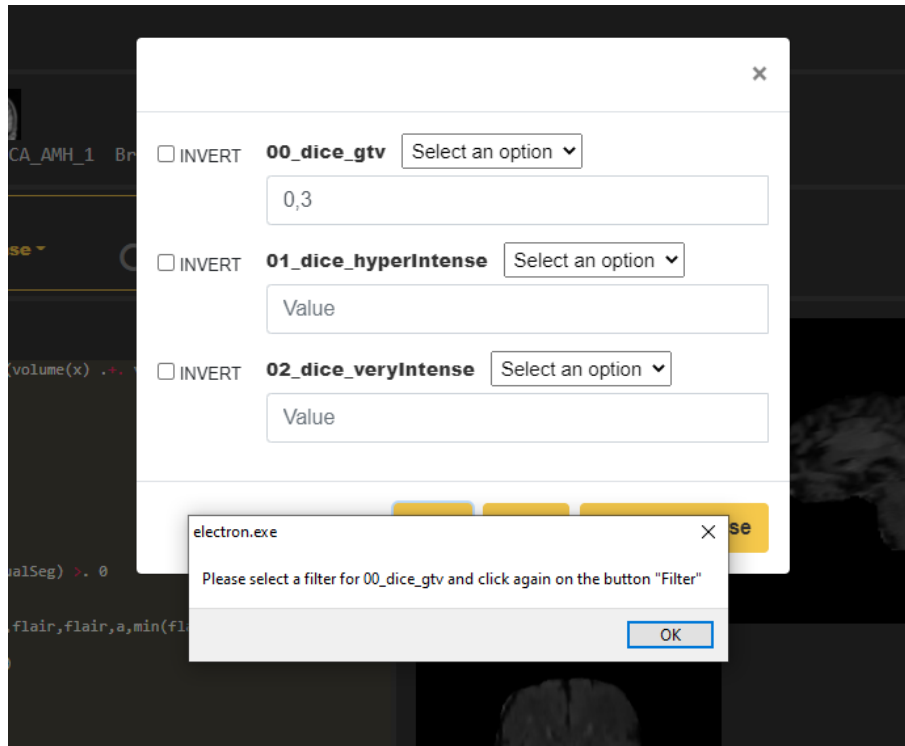 ×
CA_AMH_1 Br
INVERT 00_dice_gtv Select an option
0,3
se
INVERT 01_dice_hyperIntense Select an option
Value
(volume(x) .+.
INVERT 02_dice_veryIntense Select an option
Value
se
electron.exe
Please select a filter for 00_dice_gtv and click again on the button "Filter"
ualSeg) >. 0
,flair,flair,a,min(fl
OK
)